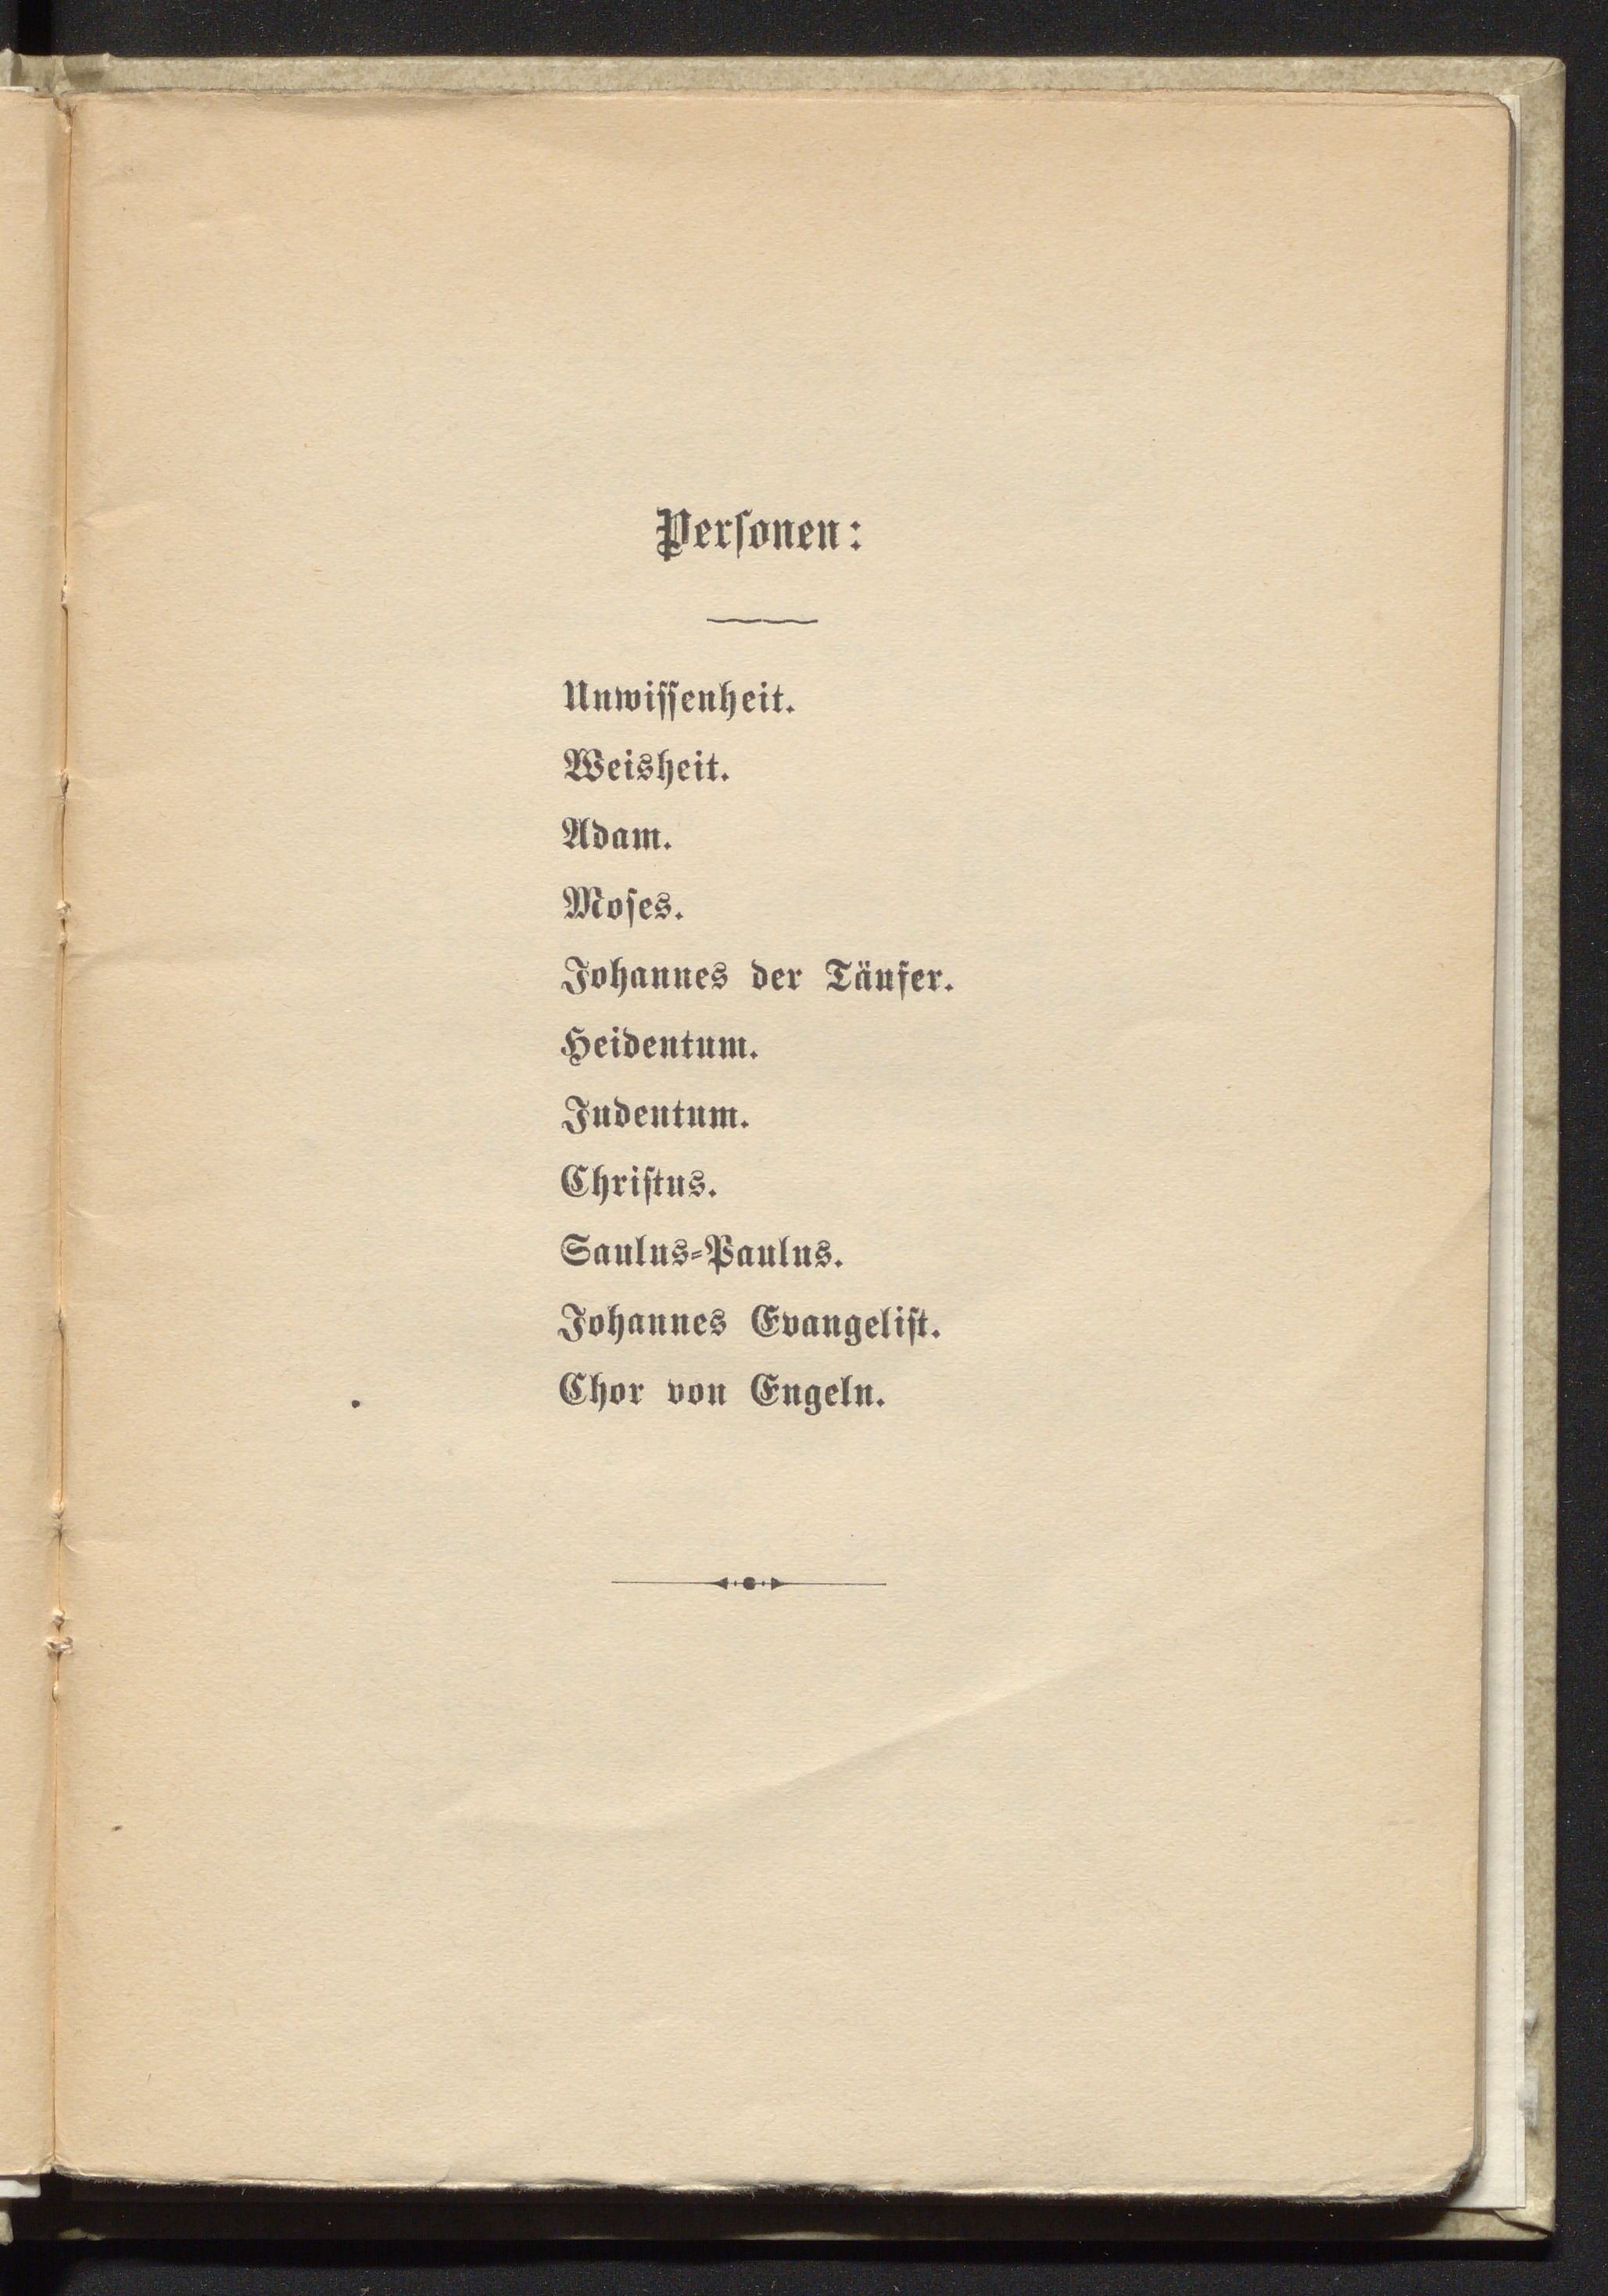 Perſonen:
Unwiſſenheit.
Weisheit.
Adam.
Moſes.
Johannes der Täufer.
Heidentum.
Judentum.
Chriſtus.
Saulus-Paulus.
Johannes Evangeliſt.
Chor von Engeln.